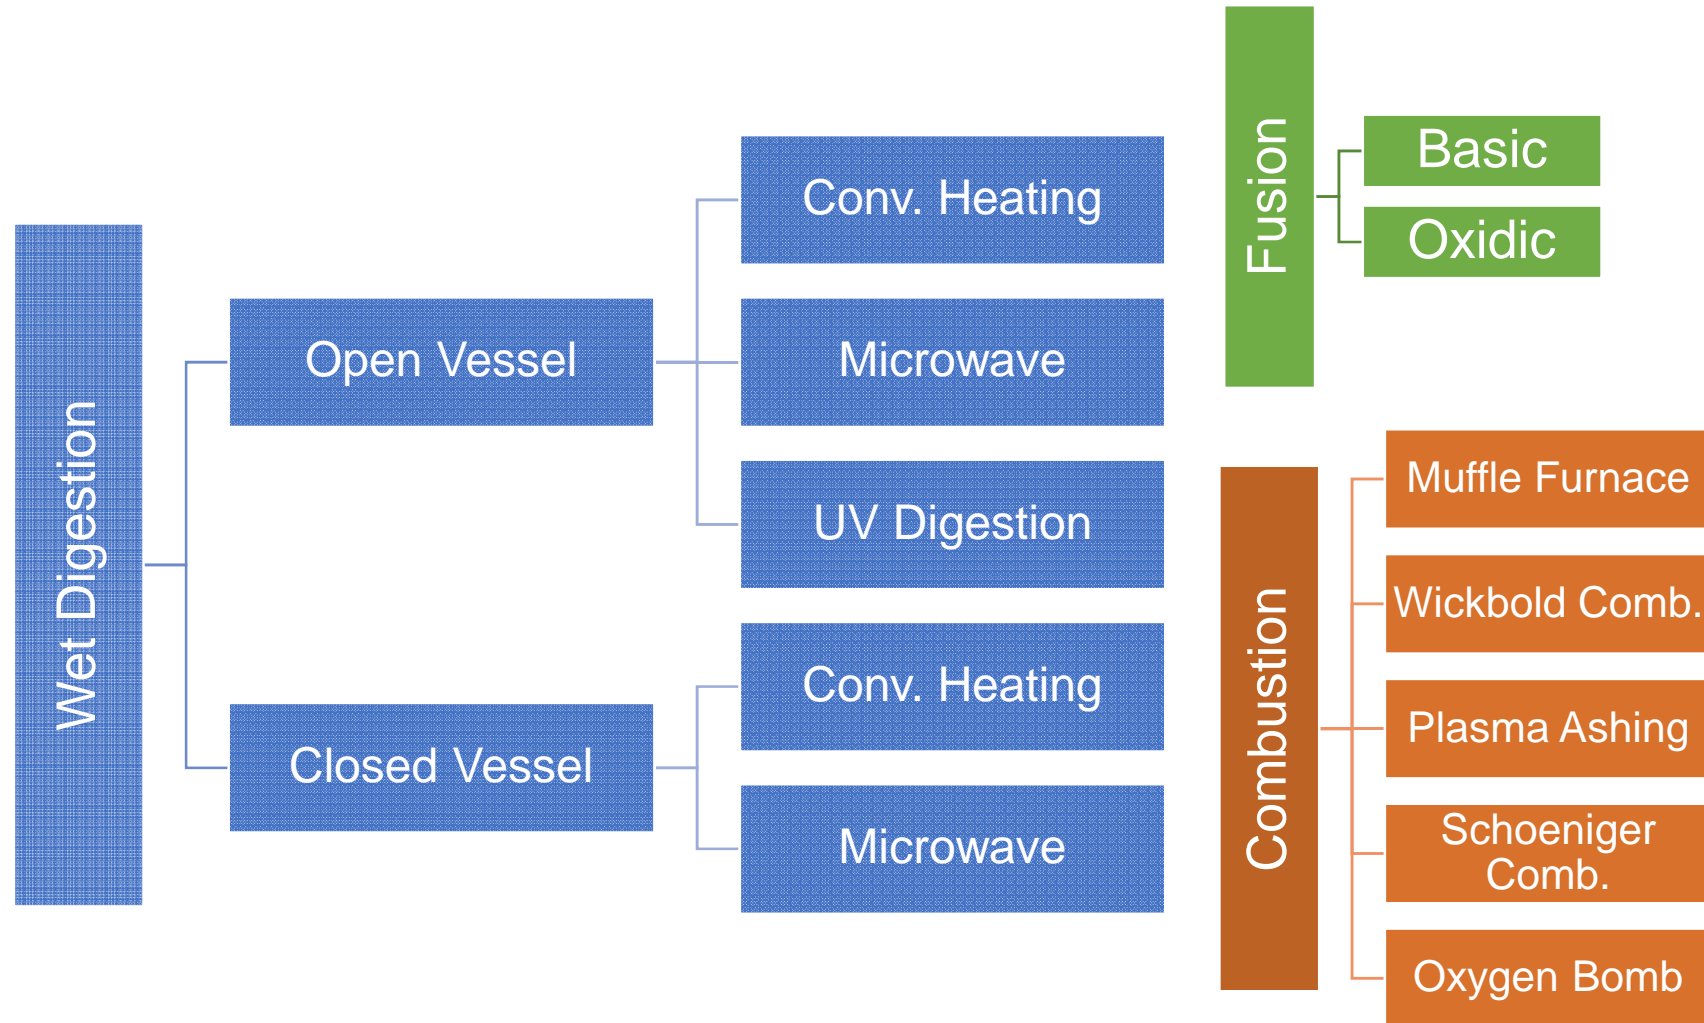 Wet Digestion
Open Vessel
Conv. Heating
Microwave
UV Digestion
Closed Vessel
Conv. Heating
Microwave
Fusion
Basic
Oxidic
Combustion
Muffle Furnace
Wickbold Comb.
Plasma Ashing
Schoeniger
Comb.
Oxygen Bomb